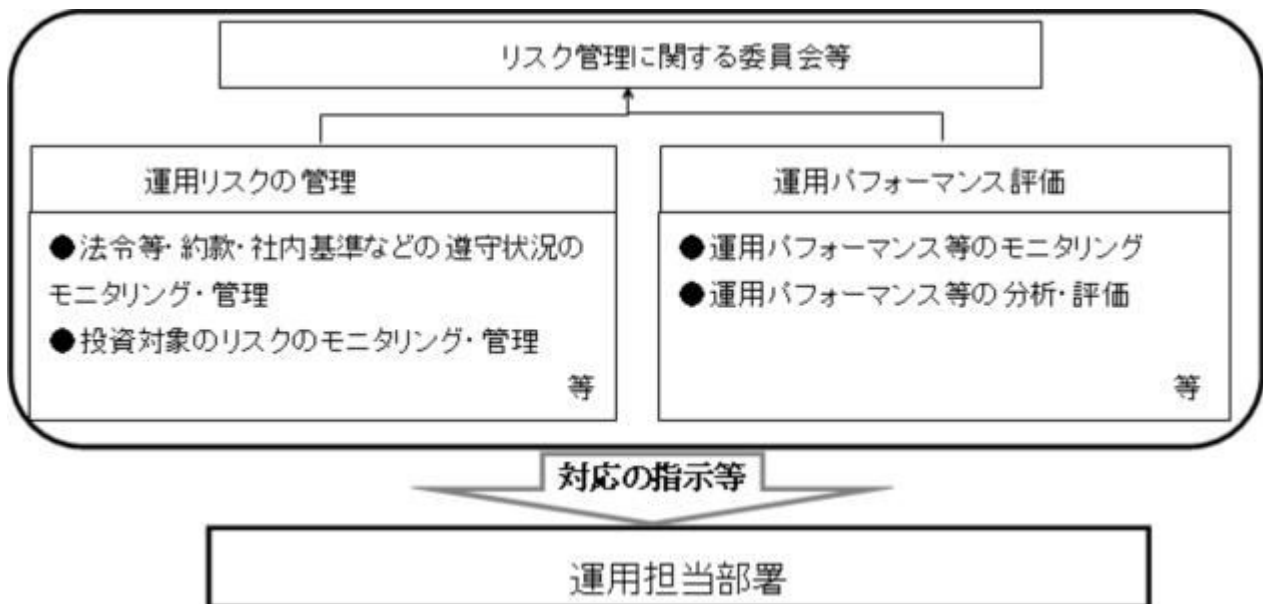 リスク管理に関する委員会等
運用リスクの管理
●法令等・約款・社内基準などの遵守状況の
モニタリング・管理
●投資対象のリスクのモニタリング・管理
等
運用パフォーマンス評価
●運用パフォーマンス等のモニタリング
●運用パフォーマンス等の分析・評価
等
対応の指示等
運用担当部署